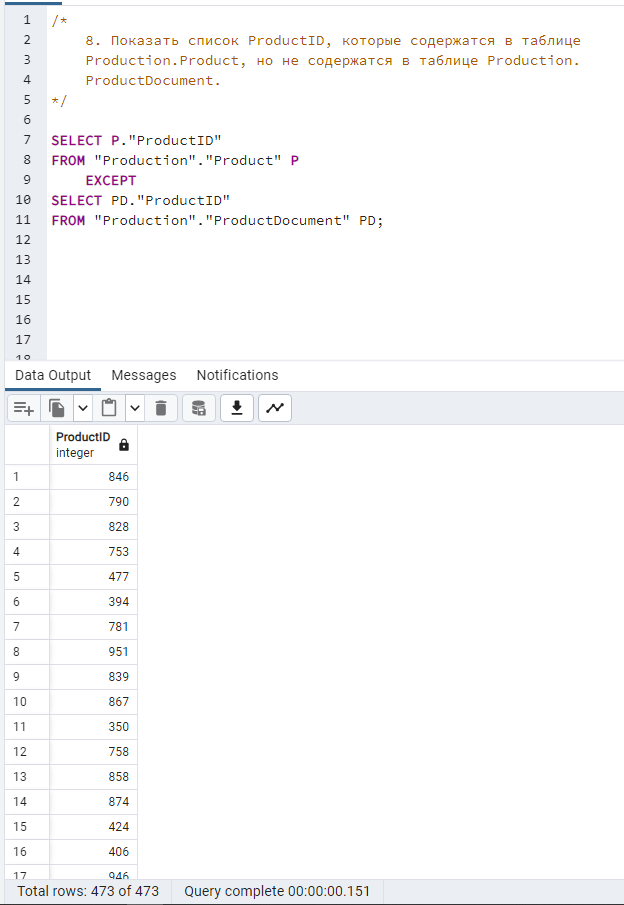 1 /*
2 8. Показать список ProductID, которые содержатся в таблице
3 Production.Product, но не содержатся в таблице Production.
4 ProductDocument.
5 */
6
7 SELECT P."ProductID"
8 FROM "Production"."Product" P
9 EXCEPT
10 SELECT PD."ProductID"
11 FROM "Production"."ProductDocument" PD;
12
13
14
15
16
17
18
Data Output Messages Notifications
ProductID
integer
1 846
2 790
3 828
4 753
5 477
6 394
7 781
8 951
9 839
10 867
11 350
12 758
13 858
14 874
15 424
16 406
17 946
Total rows: 473 of 473 Query complete 00:00:00.151